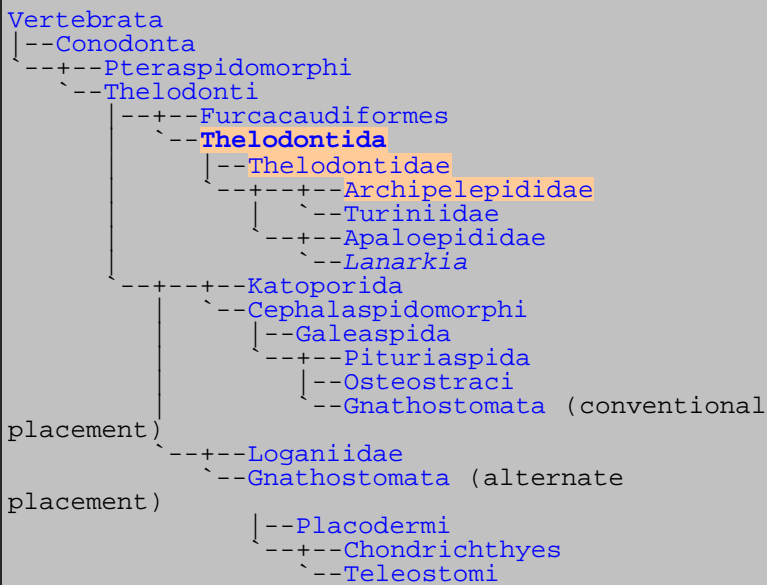 Vertebrata
|--Conodonta
`--+--Pteraspidomorphi
   `--Thelodonti
      |--+--Furcacaudiformes
      |  `--Thelodontida
      |     |--Thelodontidae
      |     `--+--+--Archipelepididae
      |        |  `--Turiniidae
      |        `--+--Apaloepididae
      |           `--Lanarkia
      `--+--+--Katoporida
         |  `--Cephalaspidomorphi
         |     |--Galeaspida
         |     `--+--Pituriaspida
         |        |--Osteostraci
         |        `--Gnathostomata (conventional
placement)
         `--+--Loganiidae
            `--Gnathostomata (alternate
placement)
               |--Placodermi
               `--+--Chondrichthyes
                  `--Teleostomi